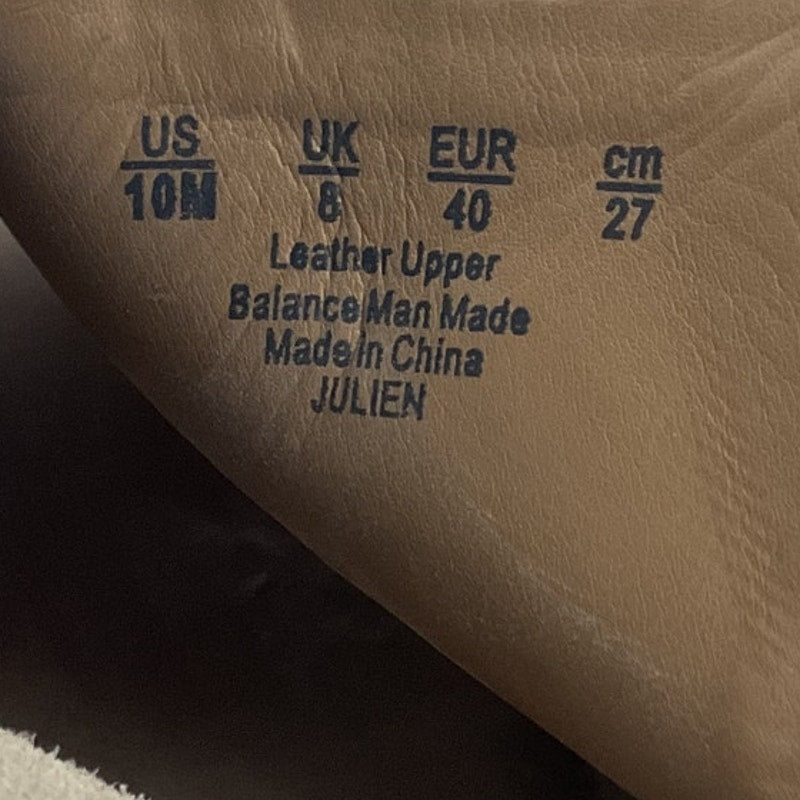 US UK EUR cm
10M 8 40 27
Leather Upper
Balance Man Made
Made in China
JULIEN